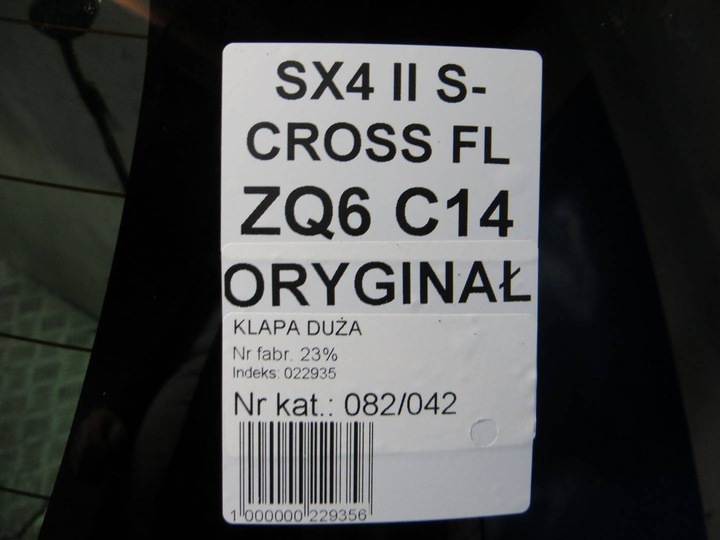 SX4 II S-
CROSS FL
ZQ6 C14
ORYGINAŁ
KLAPA DUŻA
Nr fabr. 23%
Indeks: 022935
Nr kat.: 082/042
1 000000 229356